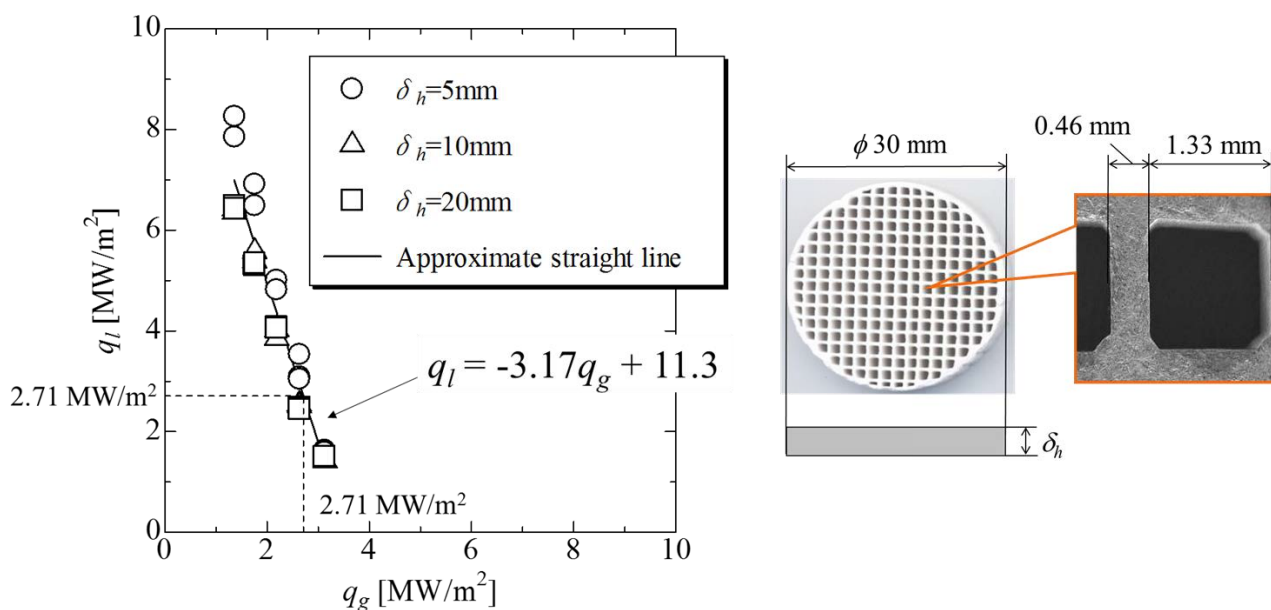 10
8
6
4
2
0
q_l [MW/m²]
2.71 MW/m²
δ_h=5mm
δ_h=10mm
δ_h=20mm
Approximate straight line
q_l = -3.17q_g + 11.3
2.71 MW/m²
0 2 4 6 8 10
q_g [MW/m²]
ϕ 30 mm
0.46 mm
1.33 mm
δ_h